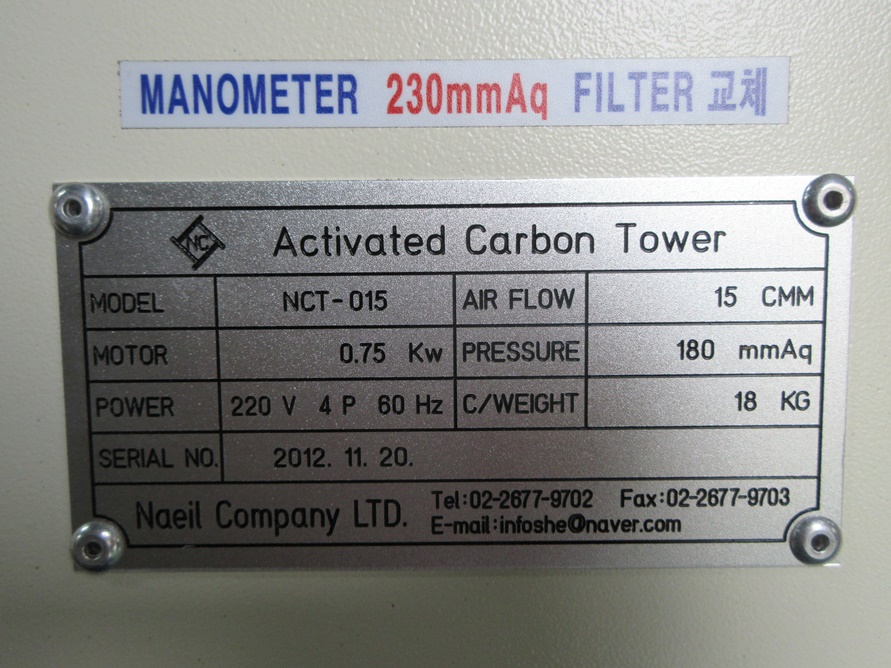 MANOMETER 230mmAq FILTER 교체
NC Activated Carbon Tower
MODEL NCT-015 AIR FLOW 15 CMM
MOTOR 0.75 Kw PRESSURE 180 mmAq
POWER 220 V 4 P 60 Hz C/WEIGHT 18 KG
SERIAL NO. 2012. 11. 20.
Naeil Company LTD. Tel:02-2677-9702 Fax:02-2677-9703
E-mail:infoshe@naver.com